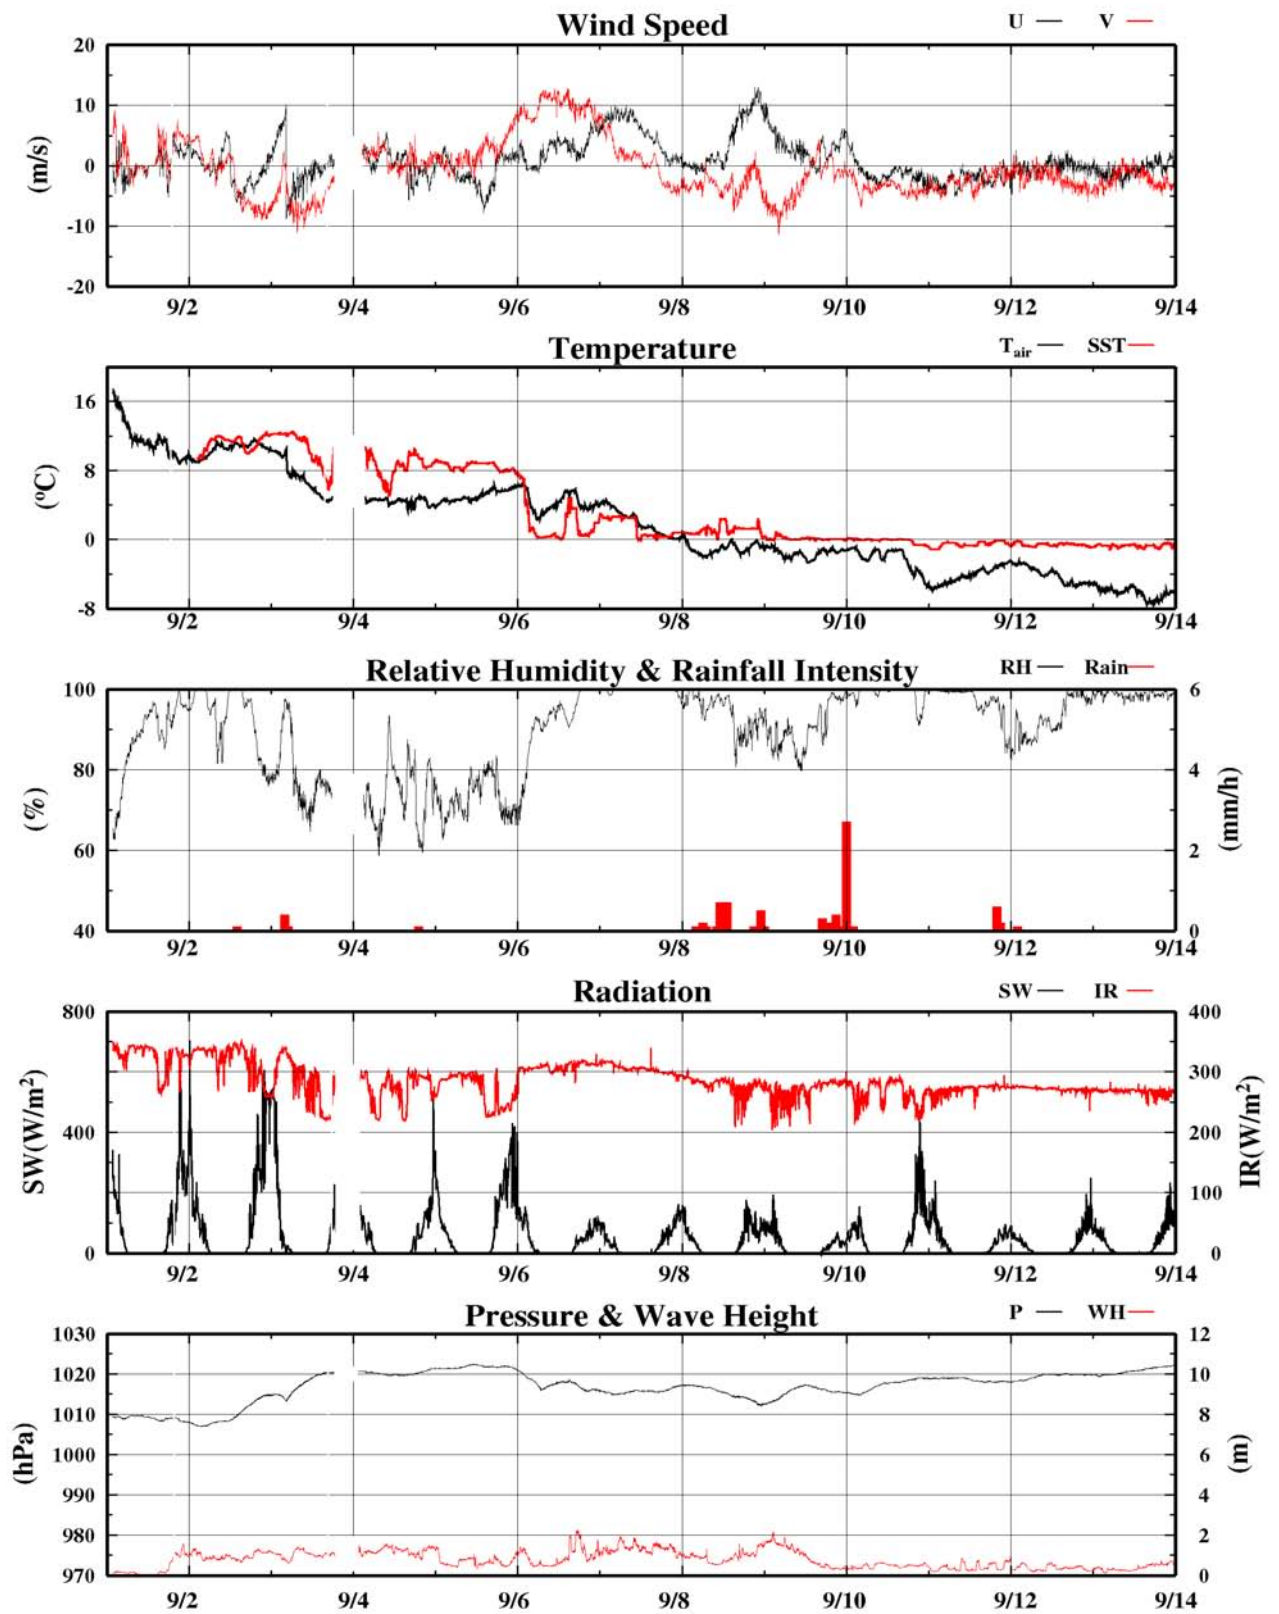 Wind Speed U V
20
10
0
-10
-20
(m/s)
9/2 9/4 9/6 9/8 9/10 9/12 9/14
Temperature Tair SST
16
8
0
-8
(ºC)
9/2 9/4 9/6 9/8 9/10 9/12 9/14
Relative Humidity & Rainfall Intensity RH Rain
100 6
80 4
60 2
40 0
(%) (mm/h)
9/2 9/4 9/6 9/8 9/10 9/12 9/14
Radiation SW IR
800 400
300
400 200
100
0 0
SW(W/m²) IR(W/m²)
9/2 9/4 9/6 9/8 9/10 9/12 9/14
Pressure & Wave Height P WH
1030 12
1020 10
1010 8
1000 6
990 4
980 2
970 0
(hPa) (m)
9/2 9/4 9/6 9/8 9/10 9/12 9/14